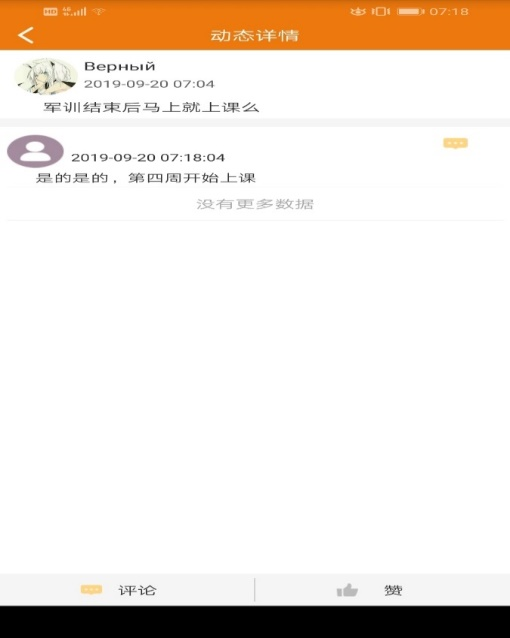 HD 4G 07:18
动态详情
Верный
2019-09-20 07:04
军训结束后马上就上课么
2019-09-20 07:18:04
是的是的，第四周开始上课
没有更多数据
评论 赞